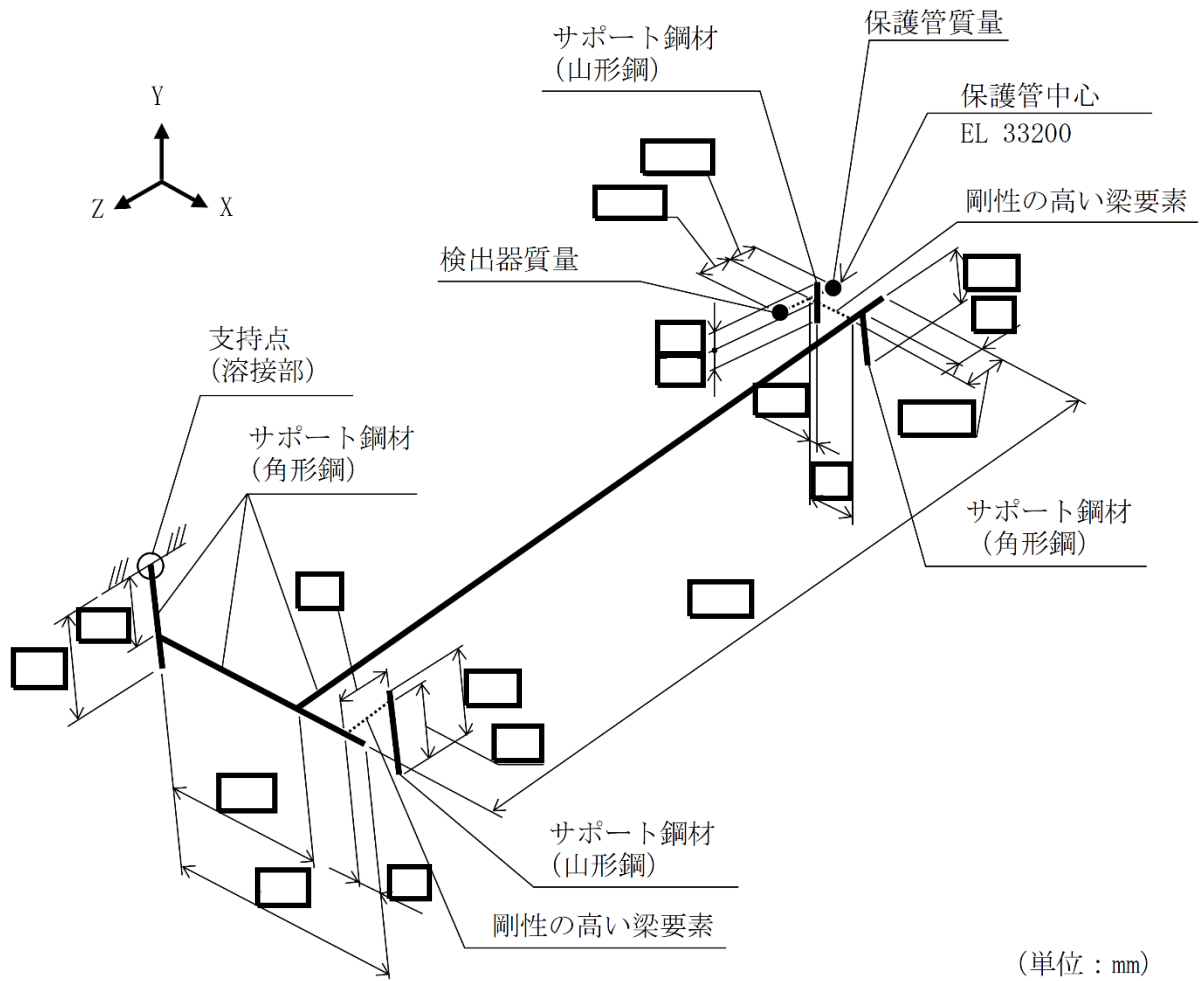 サポート鋼材
(山形鋼)
保護管質量
保護管中心
EL 33200
Y
Z
X
剛性の高い梁要素
検出器質量
支持点
(溶接部)
サポート鋼材
(角形鋼)
サポート鋼材
(角形鋼)
サポート鋼材
(山形鋼)
剛性の高い梁要素
(単位:mm)